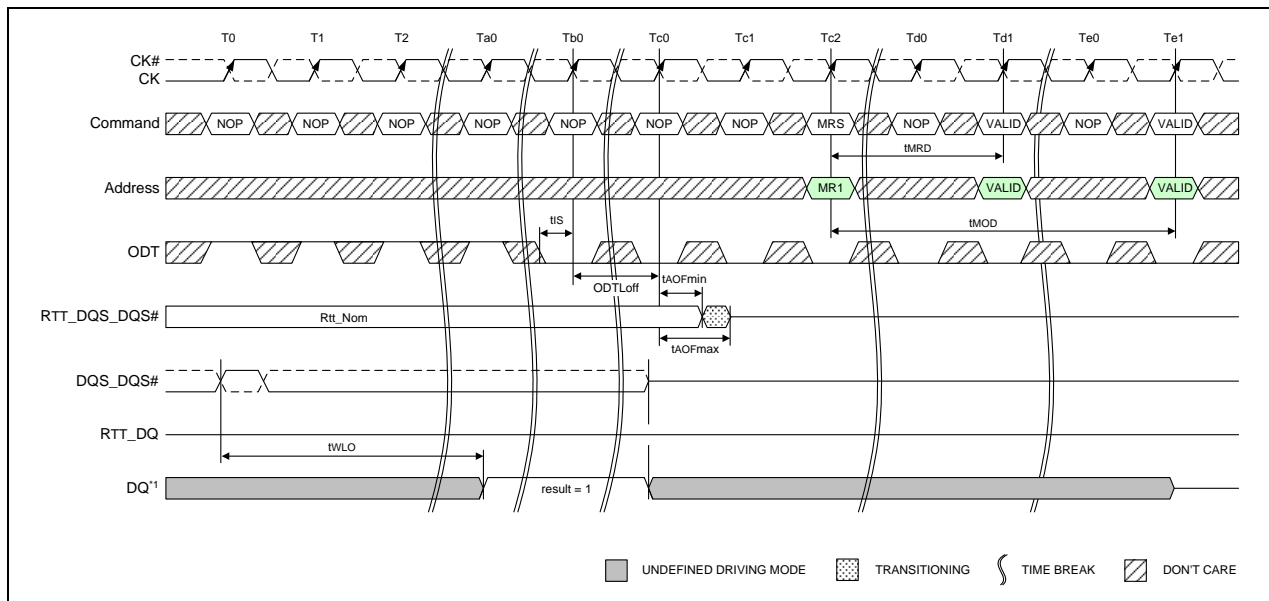 T0 T1 T2 Ta0 Tb0 Tc0 Tc1 Tc2 Td0 Td1 Te0 Te1
CK#
CK
Command NOP NOP NOP NOP NOP NOP NOP MRS NOP VALID NOP VALID
tMRD
Address MR1 VALID VALID
tIS tMOD
ODT
tAOFmin
ODTLoff
RTT_DQS_DQS# Rtt_Nom
tAOFmax
DQS_DQS#
RTT_DQ
tWLO
DQ*1 result = 1
UNDEFINED DRIVING MODE TRANSITIONING TIME BREAK DON'T CARE